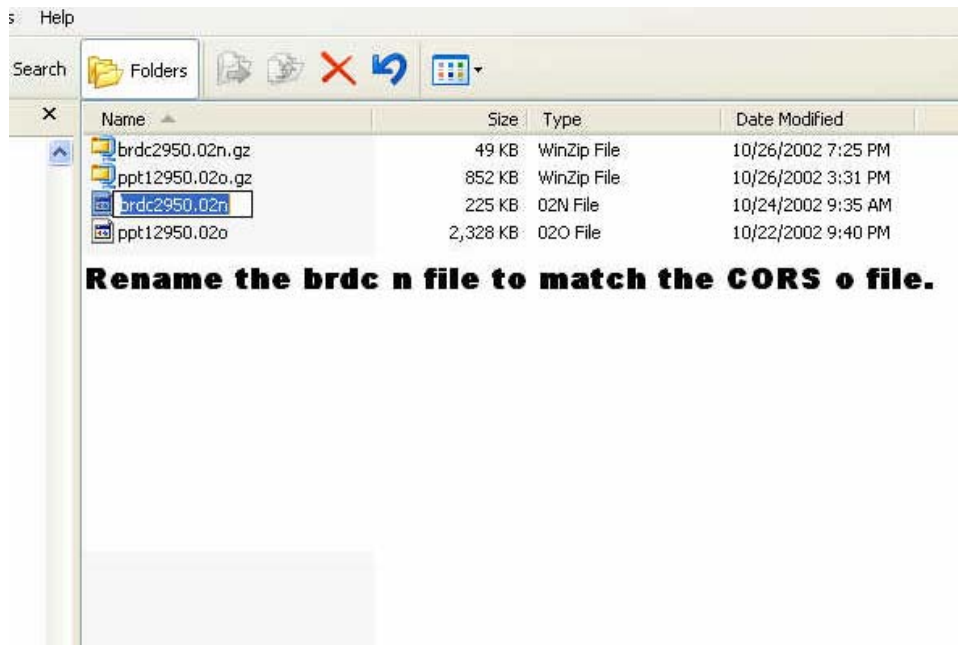 s Help
Search Folders
Name Size Type Date Modified
brdc2950.02n.gz 49 KB WinZip File 10/26/2002 7:25 PM
ppt12950.02o.gz 852 KB WinZip File 10/26/2002 3:31 PM
brdc2950.02n 225 KB 02N File 10/24/2002 9:35 AM
ppt12950.02o 2,328 KB 02O File 10/22/2002 9:40 PM
Rename the brdc n file to match the CORS o file.